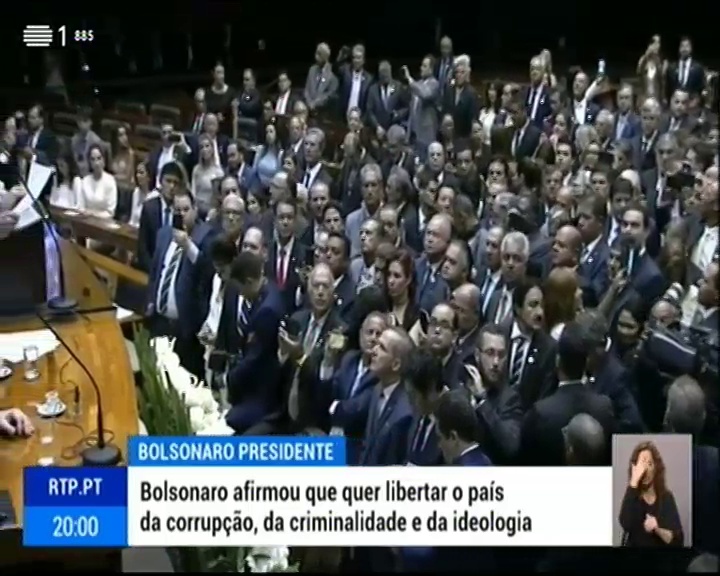 1 885
BOLSONARO PRESIDENTE
RTP.PT
20:00
Bolsonaro afirmou que quer libertar o país
da corrupção, da criminalidade e da ideologia